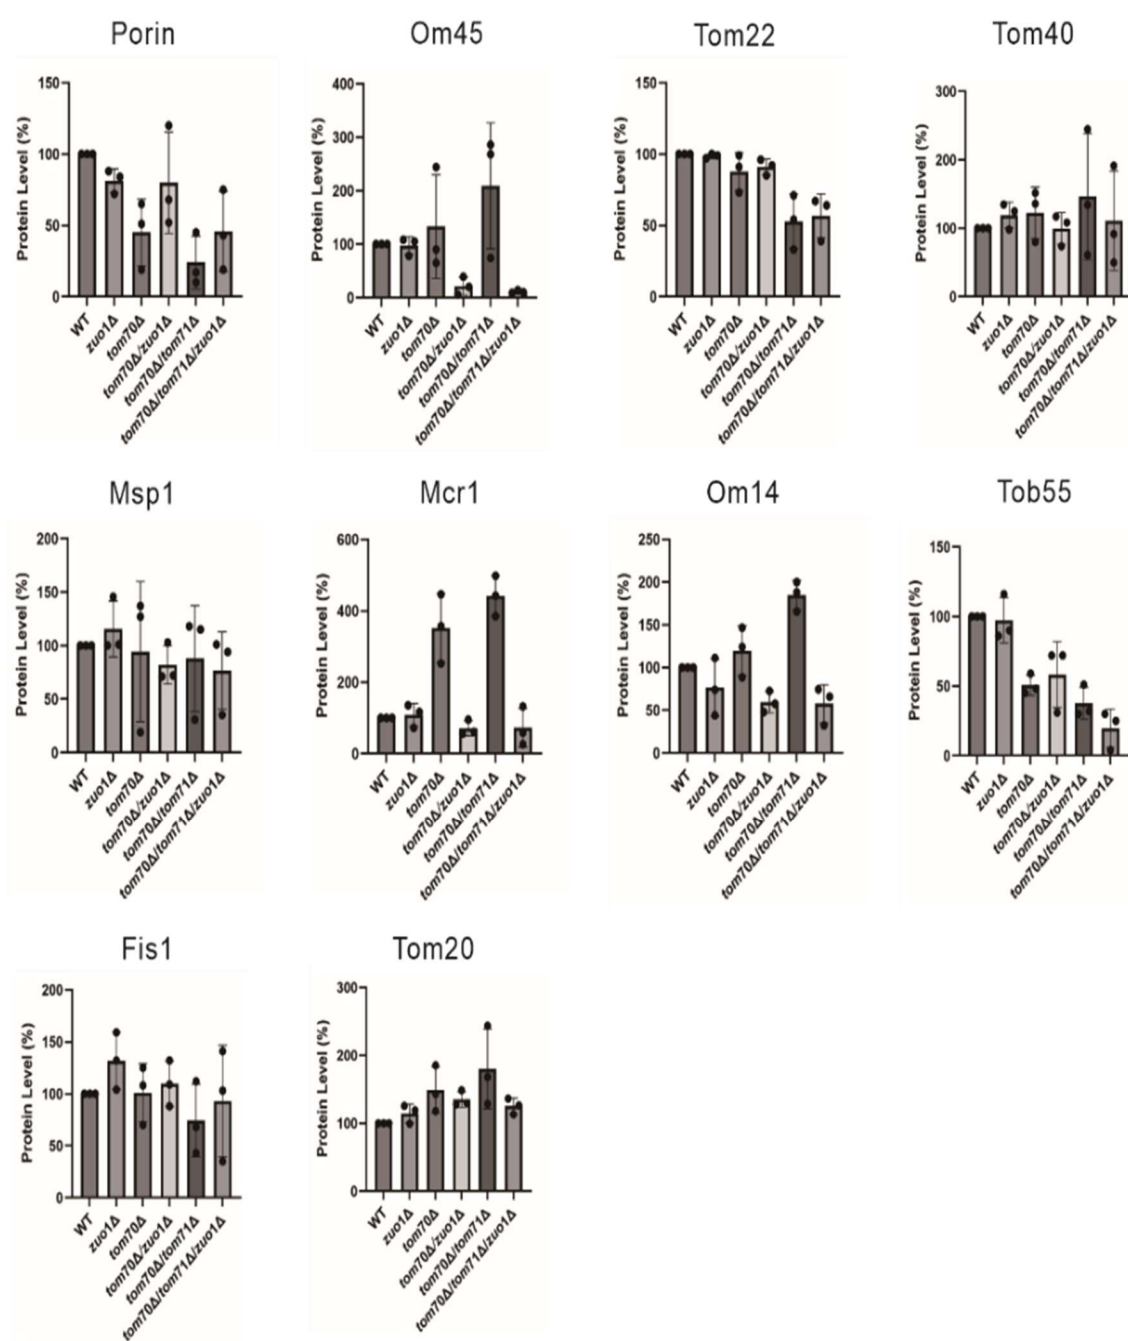 Porin
Om45
Tom22
Tom40
Protein Level (%)
150
100
50
0
WT
zuo1Δ
tom70Δ
tom70Δ/zuo1Δ
tom70Δ/tom71Δ
tom70Δ/tom71Δ/zuo1Δ
Protein Level (%)
400
300
200
100
0
WT
zuo1Δ
tom70Δ
tom70Δ/zuo1Δ
tom70Δ/tom71Δ
tom70Δ/tom71Δ/zuo1Δ
Protein Level (%)
150
100
50
0
WT
zuo1Δ
tom70Δ
tom70Δ/zuo1Δ
tom70Δ/tom71Δ
tom70Δ/tom71Δ/zuo1Δ
Protein Level (%)
300
200
100
0
WT
zuo1Δ
tom70Δ
tom70Δ/zuo1Δ
tom70Δ/tom71Δ
tom70Δ/tom71Δ/zuo1Δ
Msp1
Mcr1
Om14
Tob55
Protein Level (%)
200
150
100
50
0
WT
zuo1Δ
tom70Δ
tom70Δ/zuo1Δ
tom70Δ/tom71Δ
tom70Δ/tom71Δ/zuo1Δ
Protein Level (%)
600
400
200
0
WT
zuo1Δ
tom70Δ
tom70Δ/zuo1Δ
tom70Δ/tom71Δ
tom70Δ/tom71Δ/zuo1Δ
Protein Level (%)
250
200
150
100
50
0
WT
zuo1Δ
tom70Δ
tom70Δ/zuo1Δ
tom70Δ/tom71Δ
tom70Δ/tom71Δ/zuo1Δ
Protein Level (%)
150
100
50
0
WT
zuo1Δ
tom70Δ
tom70Δ/zuo1Δ
tom70Δ/tom71Δ
tom70Δ/tom71Δ/zuo1Δ
Fis1
Tom20
Protein Level (%)
200
150
100
50
0
WT
zuo1Δ
tom70Δ
tom70Δ/zuo1Δ
tom70Δ/tom71Δ
tom70Δ/tom71Δ/zuo1Δ
Protein Level (%)
300
200
100
0
WT
zuo1Δ
tom70Δ
tom70Δ/zuo1Δ
tom70Δ/tom71Δ
tom70Δ/tom71Δ/zuo1Δ